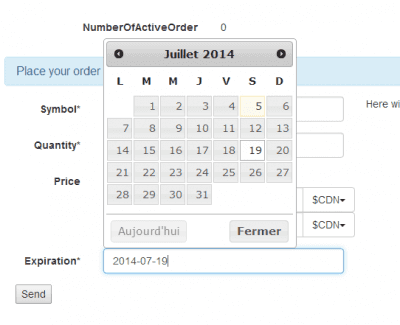 NumberOfActiveOrder 0
Juillet 2014
L M M J V S D
1 2 3 4 5 6
7 8 9 10 11 12 13
14 15 16 17 18 19 20
21 22 23 24 25 26 27
28 29 30 31
Aujourd'hui Fermer
Place your order
Symbol*
Here wi
Quantity*
Price
$CDN
$CDN
Expiration* 2014-07-19
Send